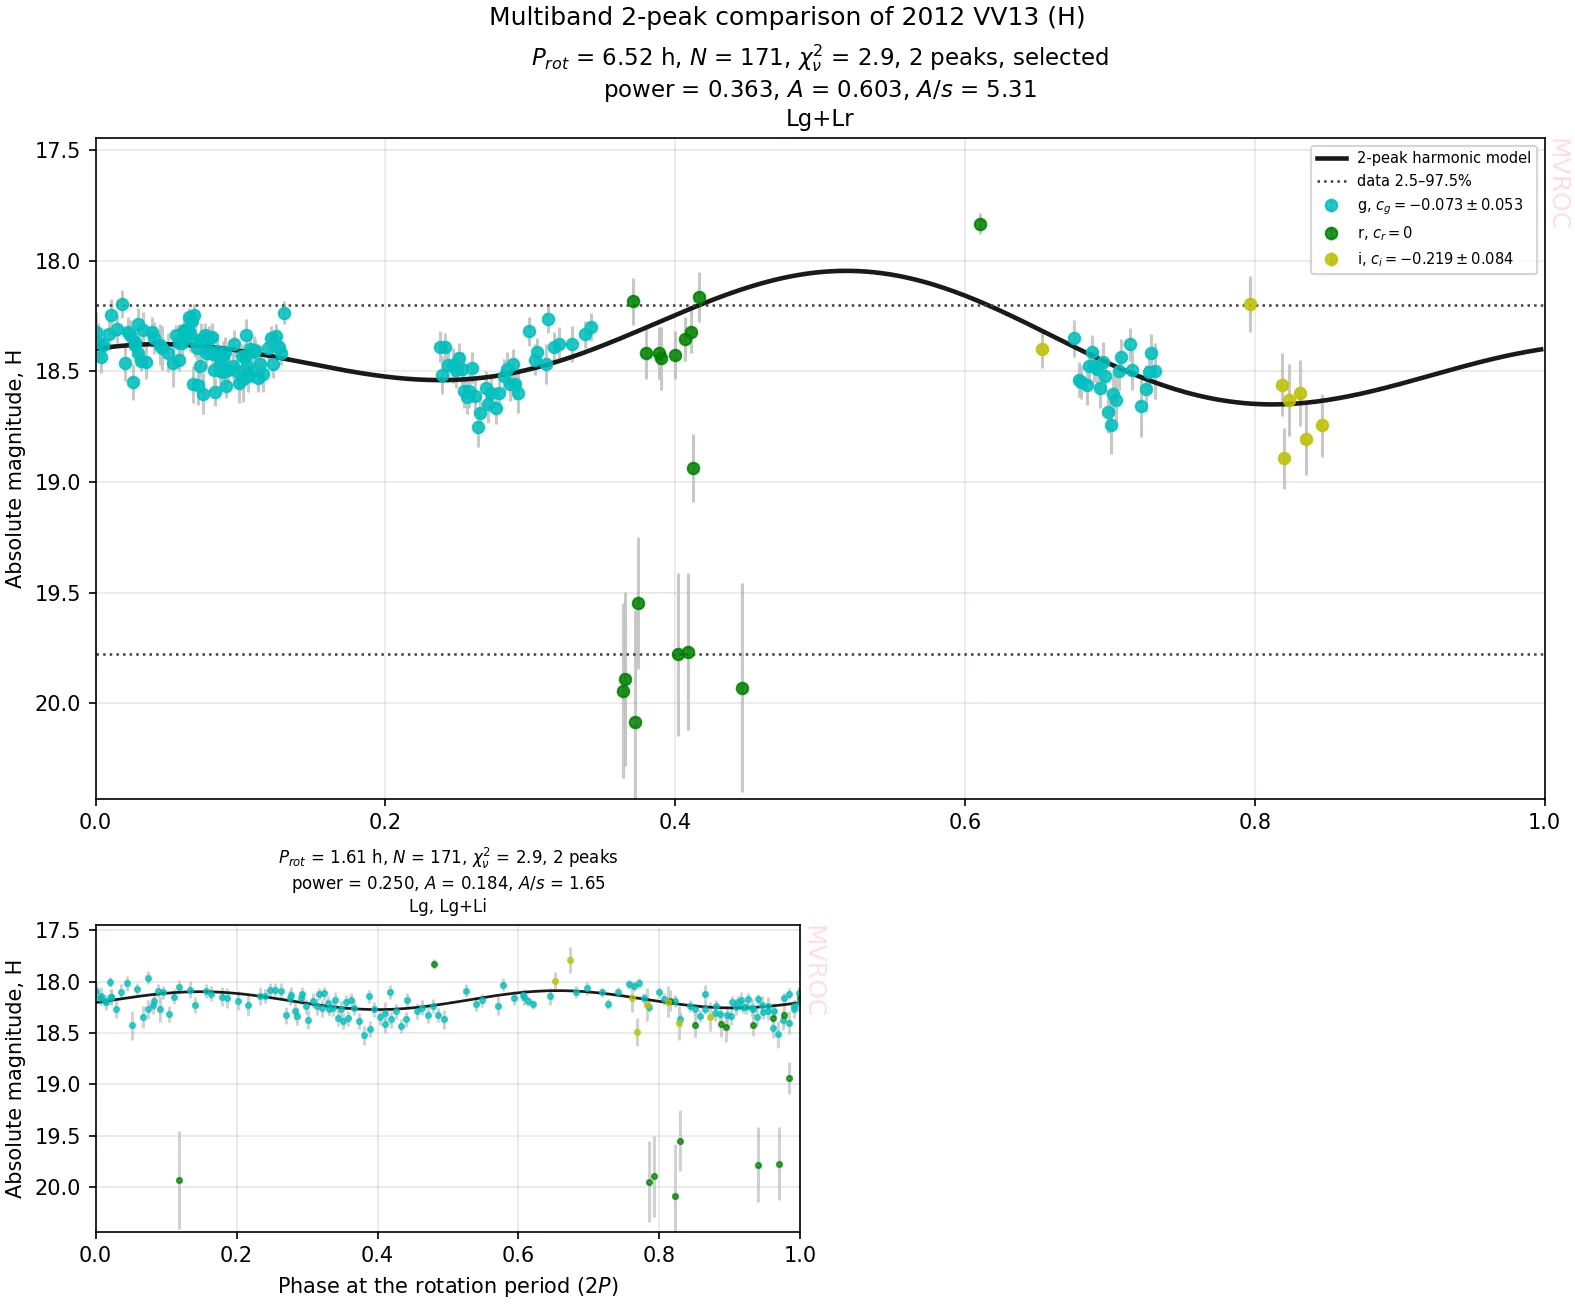 Multiband 2-peak comparison of 2012 VV13 (H)
P_rot = 6.52 h, N = 171, χ²_ν = 2.9, 2 peaks, selected
power = 0.363, A = 0.603, A/s = 5.31
Lg+Lr
17.5
18.0
18.5
19.0
19.5
20.0
Absolute magnitude, H
2-peak harmonic model
data 2.5–97.5%
g, c_g = −0.073 ± 0.053
r, c_r = 0
i, c_i = −0.219 ± 0.084
MVROC
0.0 0.2 0.4 0.6 0.8 1.0
P_rot = 1.61 h, N = 171, χ²_ν = 2.9, 2 peaks
power = 0.250, A = 0.184, A/s = 1.65
Lg, Lg+Li
17.5
18.0
18.5
19.0
19.5
20.0
Absolute magnitude, H
MVROC
0.0 0.2 0.4 0.6 0.8 1.0
Phase at the rotation period (2P)